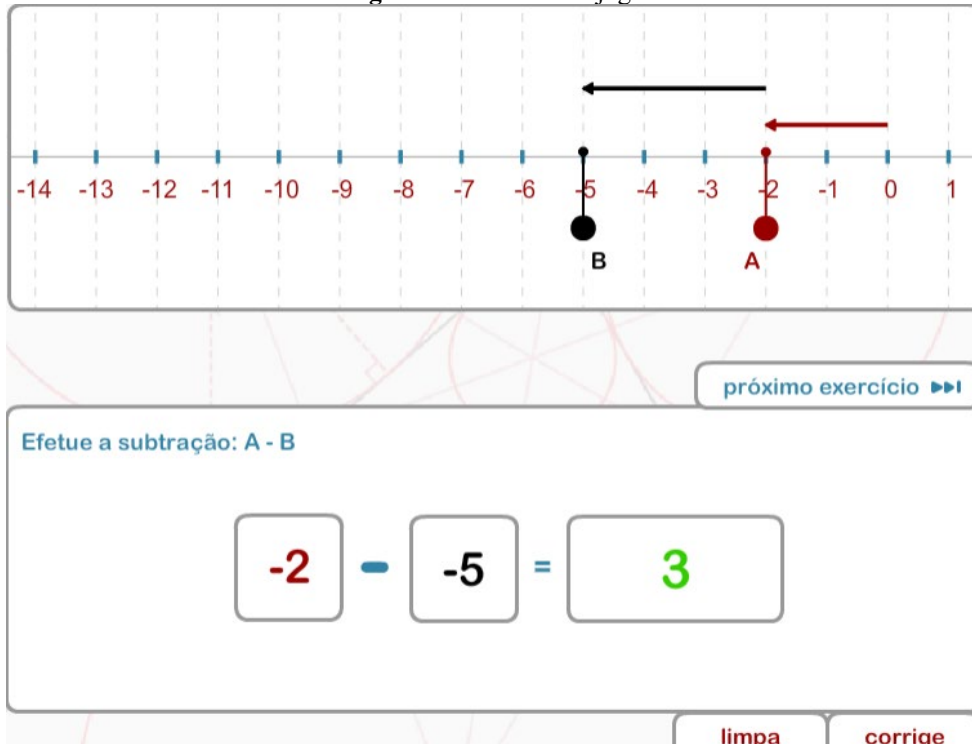 -14 -13 -12 -11 -10 -9 -8 -7 -6 -5 -4 -3 -2 -1 0 1
B A
próximo exercício
Efetue a subtração: A - B
-2 - -5 = 3
limpa corrige